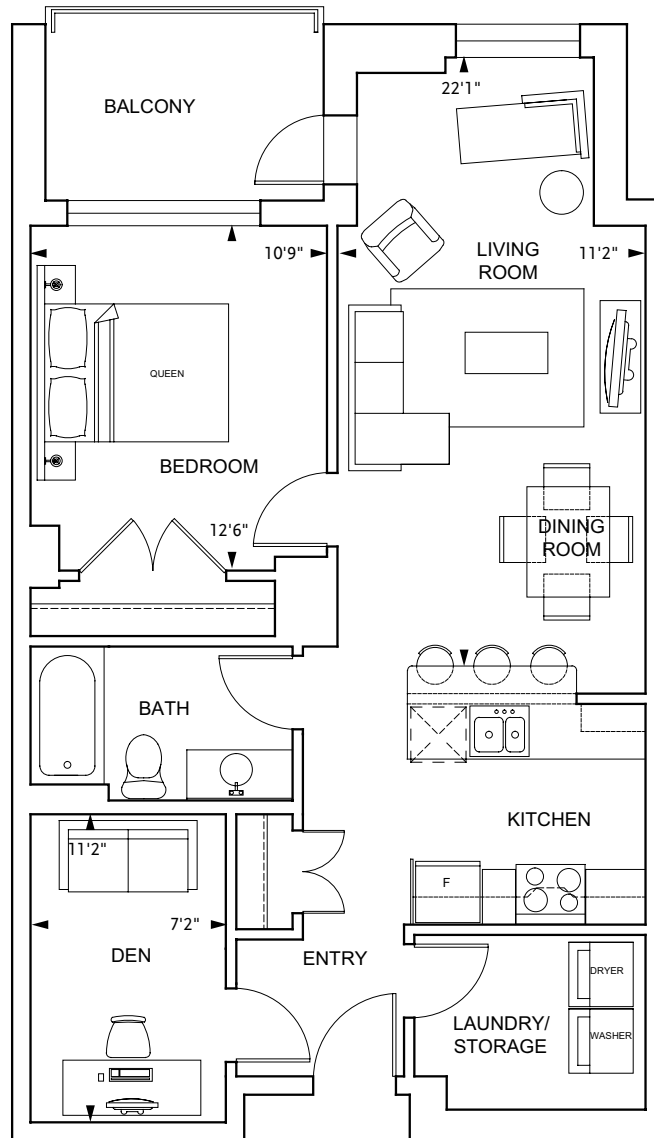 BALCONY
22'1"
LIVING
ROOM
10'9"
11'2"
QUEEN
BEDROOM
12'6"
DINING
ROOM
BATH
KITCHEN
11'2"
F
7'2"
DEN
ENTRY
DRYER
LAUNDRY/
STORAGE
WASHER